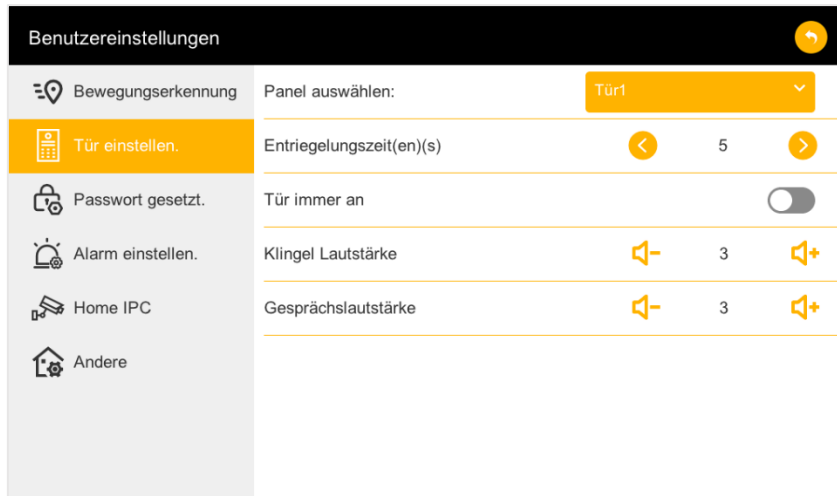 Benutzereinstellungen
Bewegungserkennung
Tür einstellen.
Passwort gesetzt.
Alarm einstellen.
Home IPC
Andere
Panel auswählen:
Tür1
Entriegelungszeit(en)(s)
5
Tür immer an
Klingel Lautstärke
3
Gesprächslautstärke
3